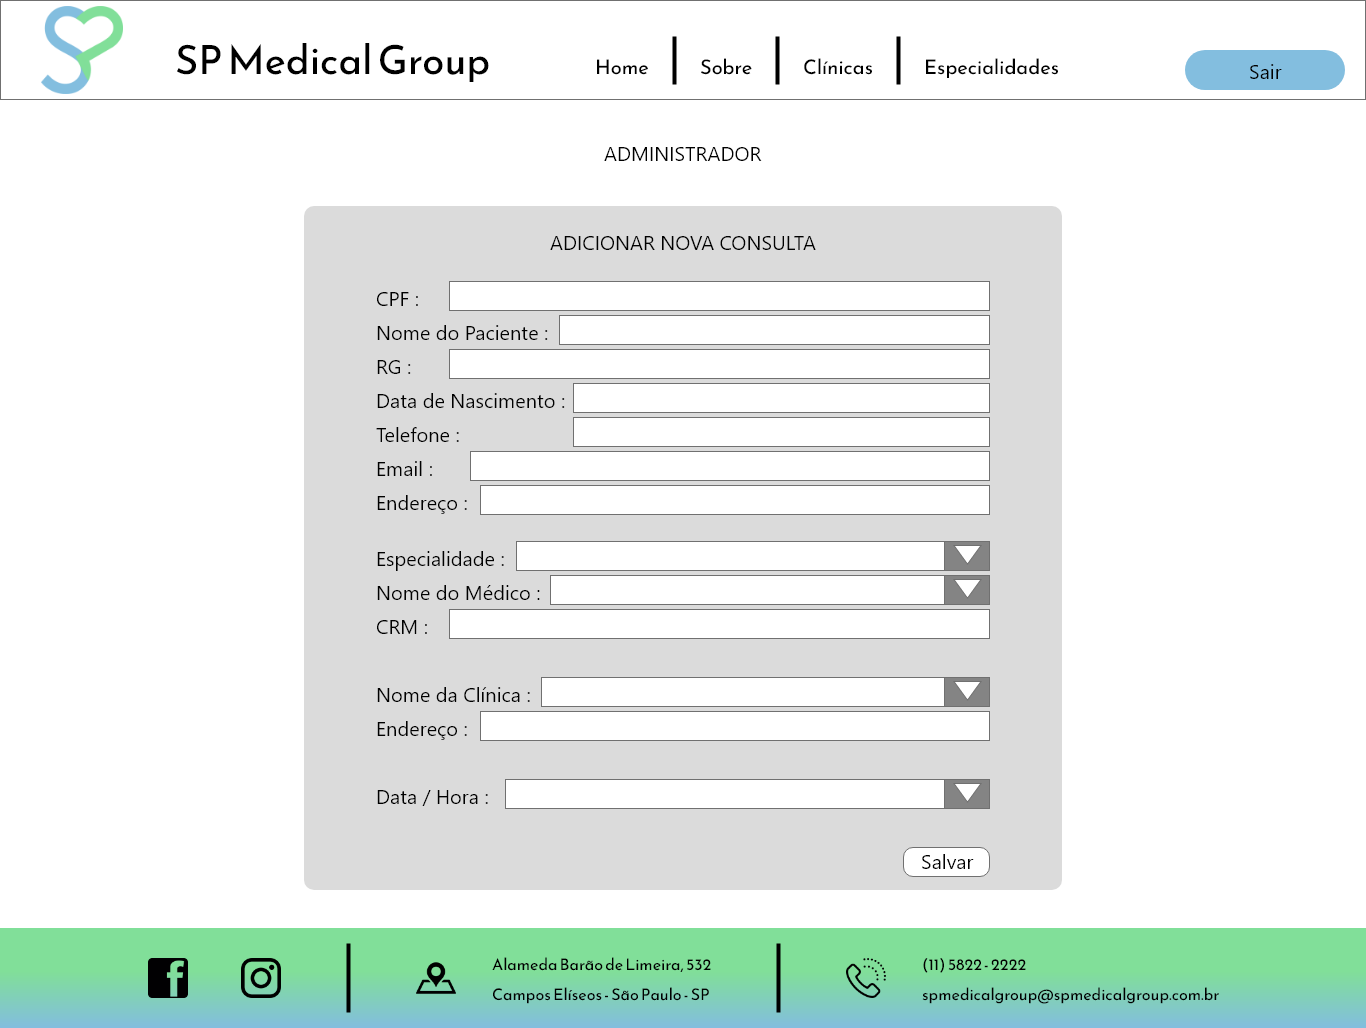 SP Medical Group
Home
Sobre
Clínicas
Especialidades
Sair
ADMINISTRADOR
ADICIONAR NOVA CONSULTA
CPF :
Nome do Paciente :
RG :
Data de Nascimento :
Telefone :
Email :
Endereço :
Especialidade :
Nome do Médico :
CRM :
Nome da Clínica :
Endereço :
Data / Hora :
Salvar
Alameda Barão de Limeira, 532
Campos Elíseos - São Paulo - SP
(11) 5822 - 2222
spmedicalgroup@spmedicalgroup.com.br